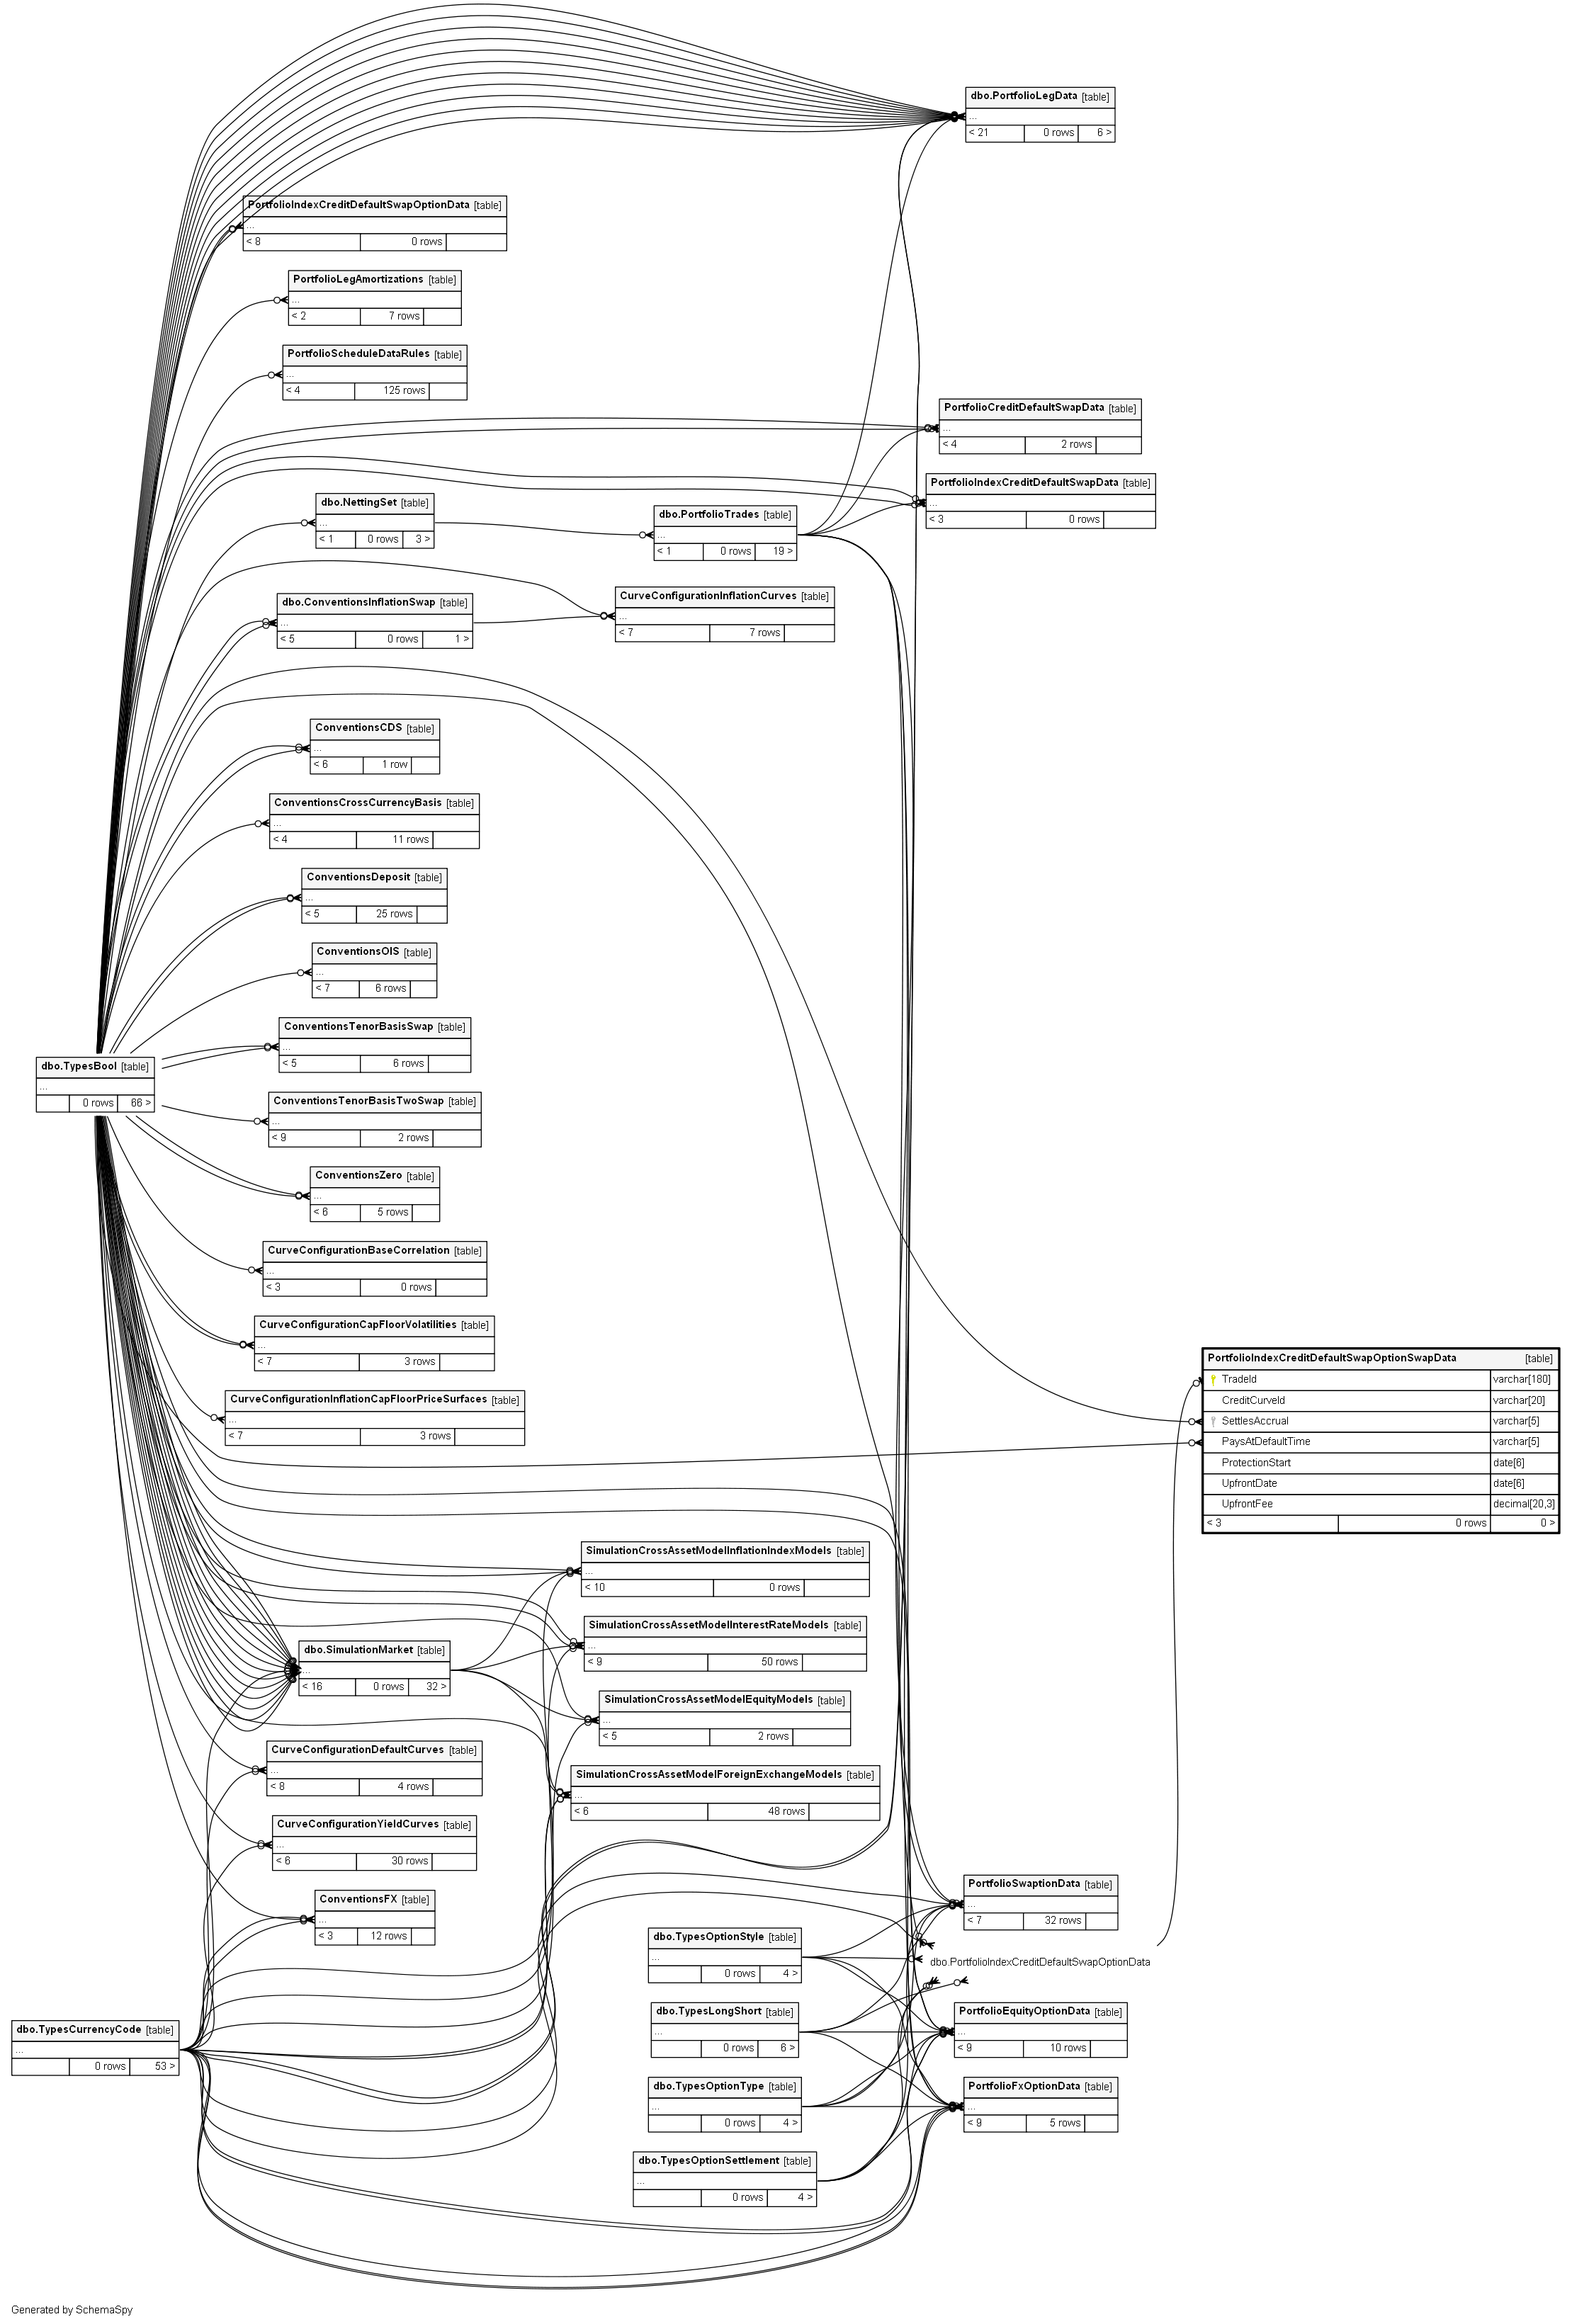 dbo.PortfolioLegData [table]
...
< 21 0 rows 6 >
PortfolioIndexCreditDefaultSwapOptionData [table]
...
< 8 0 rows
PortfolioLegAmortizations [table]
...
< 2 7 rows
PortfolioScheduleDataRules [table]
...
< 4 125 rows
PortfolioCreditDefaultSwapData [table]
...
< 4 2 rows
PortfolioIndexCreditDefaultSwapData [table]
...
< 3 0 rows
dbo.NettingSet [table]
...
< 1 0 rows 3 >
dbo.PortfolioTrades [table]
...
< 1 0 rows 19 >
dbo.ConventionsInflationSwap [table]
...
< 5 0 rows 1 >
CurveConfigurationInflationCurves [table]
...
< 7 7 rows
ConventionsCDS [table]
...
< 6 1 row
ConventionsCrossCurrencyBasis [table]
...
< 4 11 rows
ConventionsDeposit [table]
...
< 5 25 rows
ConventionsOIS [table]
...
< 7 6 rows
ConventionsTenorBasisSwap [table]
...
< 5 6 rows
dbo.TypesBool [table]
...
0 rows 66 >
ConventionsTenorBasisTwoSwap [table]
...
< 9 2 rows
ConventionsZero [table]
...
< 6 5 rows
CurveConfigurationBaseCorrelation [table]
...
< 3 0 rows
CurveConfigurationCapFloorVolatilities [table]
...
< 7 3 rows
CurveConfigurationInflationCapFloorPriceSurfaces [table]
...
< 7 3 rows
PortfolioIndexCreditDefaultSwapOptionSwapData [table]
TradeId varchar[180]
CreditCurveId varchar[20]
SettlesAccrual varchar[5]
PaysAtDefaultTime varchar[5]
ProtectionStart date[6]
UpfrontDate date[6]
UpfrontFee decimal[20,3]
< 3 0 rows 0 >
SimulationCrossAssetModelInflationIndexModels [table]
...
< 10 0 rows
SimulationCrossAssetModelInterestRateModels [table]
...
< 9 50 rows
dbo.SimulationMarket [table]
...
< 16 0 rows 32 >
SimulationCrossAssetModelEquityModels [table]
...
< 5 2 rows
CurveConfigurationDefaultCurves [table]
...
< 8 4 rows
SimulationCrossAssetModelForeignExchangeModels [table]
...
< 6 48 rows
CurveConfigurationYieldCurves [table]
...
< 6 30 rows
ConventionsFX [table]
...
< 3 12 rows
PortfolioSwaptionData [table]
...
< 7 32 rows
dbo.TypesOptionStyle [table]
...
0 rows 4 >
dbo.PortfolioIndexCreditDefaultSwapOptionData
dbo.TypesLongShort [table]
...
0 rows 6 >
PortfolioEquityOptionData [table]
...
< 9 10 rows
dbo.TypesCurrencyCode [table]
...
0 rows 53 >
dbo.TypesOptionType [table]
...
0 rows 4 >
PortfolioFxOptionData [table]
...
< 9 5 rows
dbo.TypesOptionSettlement [table]
...
0 rows 4 >
Generated by SchemaSpy